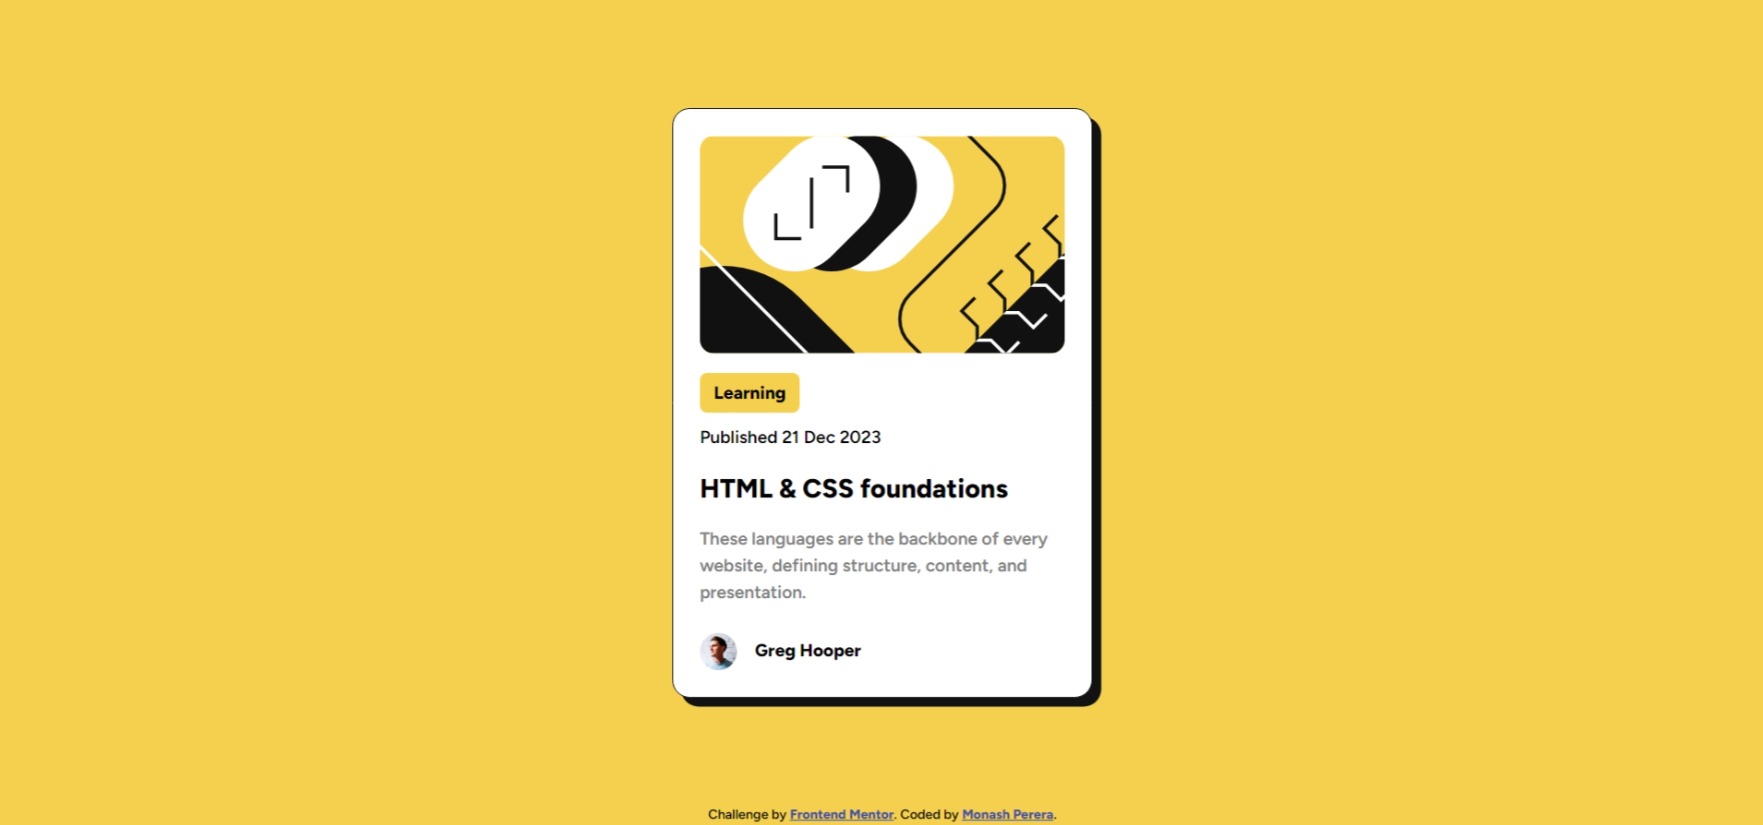 Learning
Published 21 Dec 2023
HTML & CSS foundations
These languages are the backbone of every
website, defining structure, content, and
presentation.
Greg Hooper
Challenge by Frontend Mentor. Coded by Monash Perera.